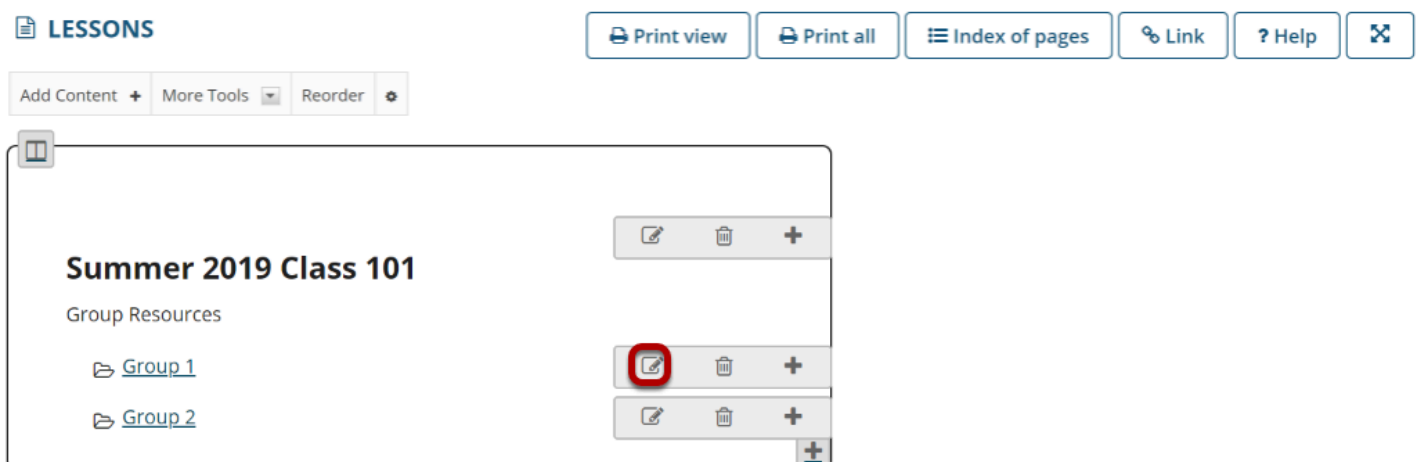 LESSONS
Print view Print all Index of pages Link ? Help
Add Content + More Tools Reorder
Summer 2019 Class 101
Group Resources
Group 1
Group 2